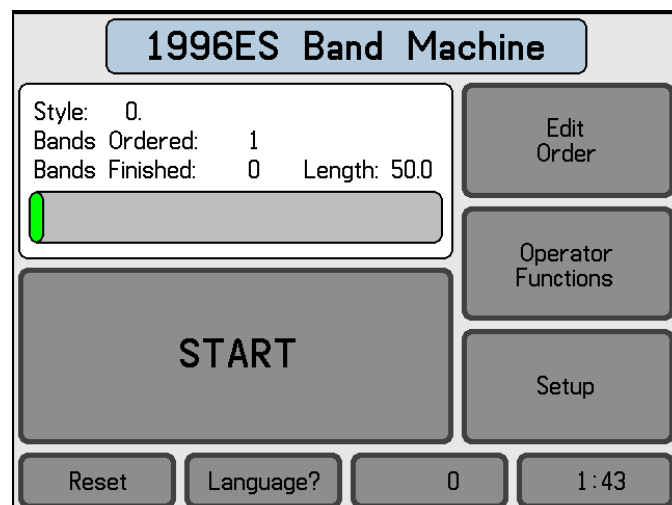 1996ES Band Machine
Style: 0.
Bands Ordered: 1
Bands Finished: 0 Length: 50.0
Edit
Order
Operator
Functions
START
Setup
Reset
Language?
0
1:43